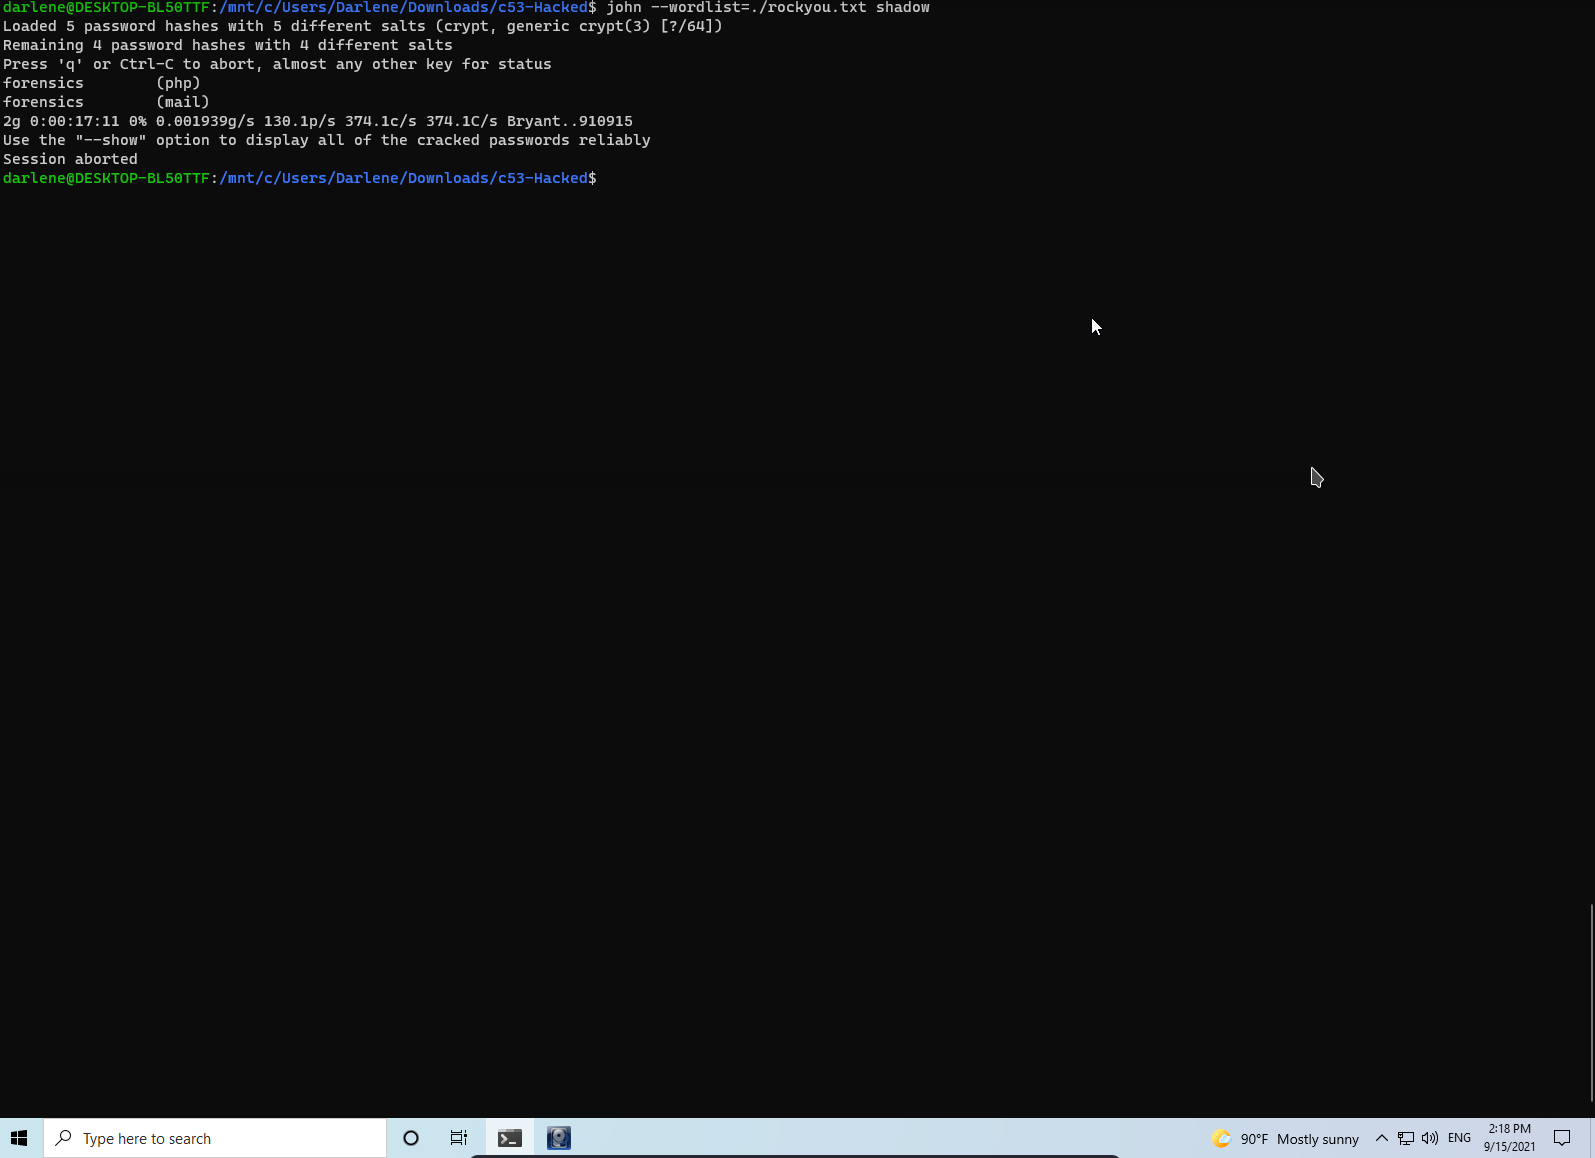 darlene@DESKTOP-BL50TTF:/mnt/c/Users/Darlene/Downloads/c53-Hacked$ john --wordlist=./rockyou.txt shadow
Loaded 5 password hashes with 5 different salts (crypt, generic crypt(3) [?/64])
Remaining 4 password hashes with 4 different salts
Press 'q' or Ctrl-C to abort, almost any other key for status
forensics        (php)
forensics        (mail)
2g 0:00:17:11 0% 0.001939g/s 130.1p/s 374.1c/s 374.1C/s Bryant..910915
Use the "--show" option to display all of the cracked passwords reliably
Session aborted
darlene@DESKTOP-BL50TTF:/mnt/c/Users/Darlene/Downloads/c53-Hacked$
Type here to search
90°F Mostly sunny
ENG
2:18 PM
9/15/2021